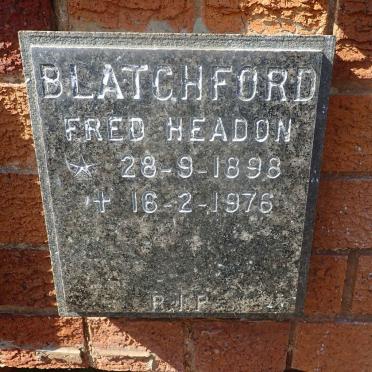 BLATCHFORD
FRED HEADON
☆ 28-9-1898
✝ 16-2-1976
R.I.P.